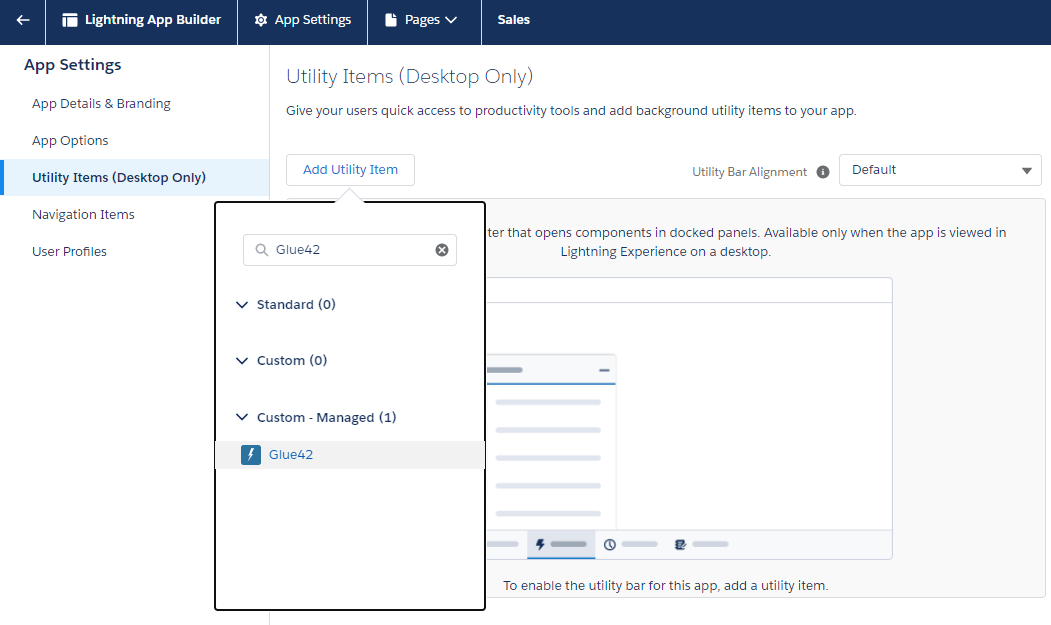 Lightning App Builder
App Settings
Pages
Sales
App Settings
App Details & Branding
App Options
Utility Items (Desktop Only)
Navigation Items
User Profiles
Utility Items (Desktop Only)
Give your users quick access to productivity tools and add background utility items to your app.
Add Utility Item
Utility Bar Alignment
Default
Glue42
Standard (0)
Custom (0)
Custom - Managed (1)
Glue42
that opens components in docked panels. Available only when the app is viewed in
Lightning Experience on a desktop.
To enable the utility bar for this app, add a utility item.